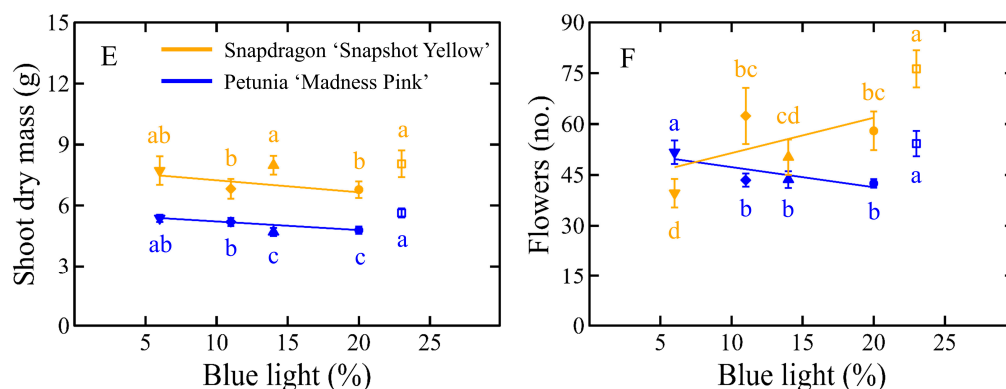 E
Snapdragon ‘Snapshot Yellow’
Petunia ‘Madness Pink’
Shoot dry mass (g)
15
12
9
6
3
0
ab
b
a
b
a
ab
b
c
c
a
5
10
15
20
25
Blue light (%)
F
Flowers (no.)
90
75
60
45
30
15
0
a
bc
cd
bc
a
d
b
b
b
a
5
10
15
20
25
Blue light (%)